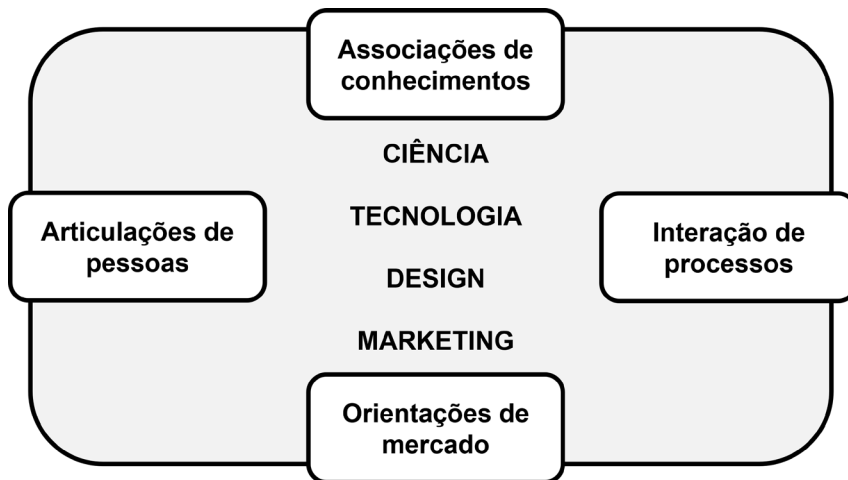 Associações de
conhecimentos
CIÊNCIA
Articulações de
pessoas
TECNOLOGIA
Interação de
processos
DESIGN
MARKETING
Orientações de
mercado